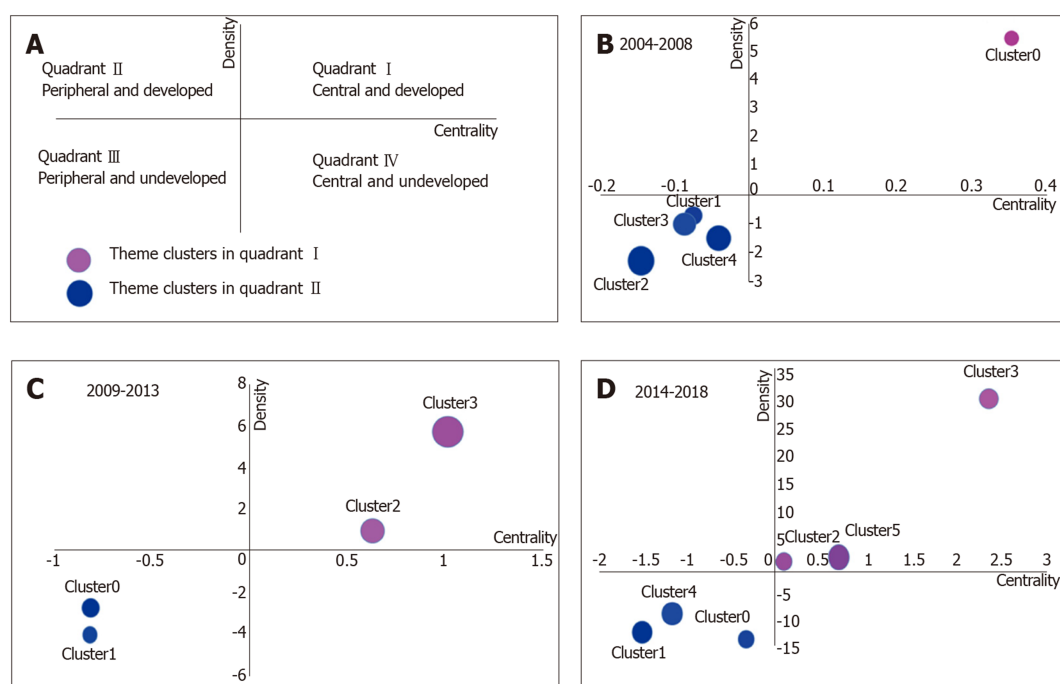 A
Density
Quadrant Ⅱ
Peripheral and developed
Quadrant Ⅰ
Central and developed
Centrality
Quadrant Ⅲ
Peripheral and undeveloped
Quadrant Ⅳ
Central and undeveloped
Theme clusters in quadrant Ⅰ
Theme clusters in quadrant Ⅱ
B
2004-2008
Density
6
5
4
3
2
1
0
-1
-2
-3
-0.2
-0.1
0.1
0.2
0.3
0.4
Centrality
Cluster0
Cluster1
Cluster3
Cluster4
Cluster2
C
2009-2013
Density
8
6
4
2
0
-2
-4
-6
-1
-0.5
0.5
1
1.5
Centrality
Cluster3
Cluster2
Cluster0
Cluster1
D
2014-2018
Density
35
30
25
20
15
10
5
0
-5
-10
-15
-2
-1.5
-1
-0.5
0.5
1
1.5
2
2.5
3
Centrality
Cluster3
Cluster2
Cluster5
Cluster4
Cluster0
Cluster1